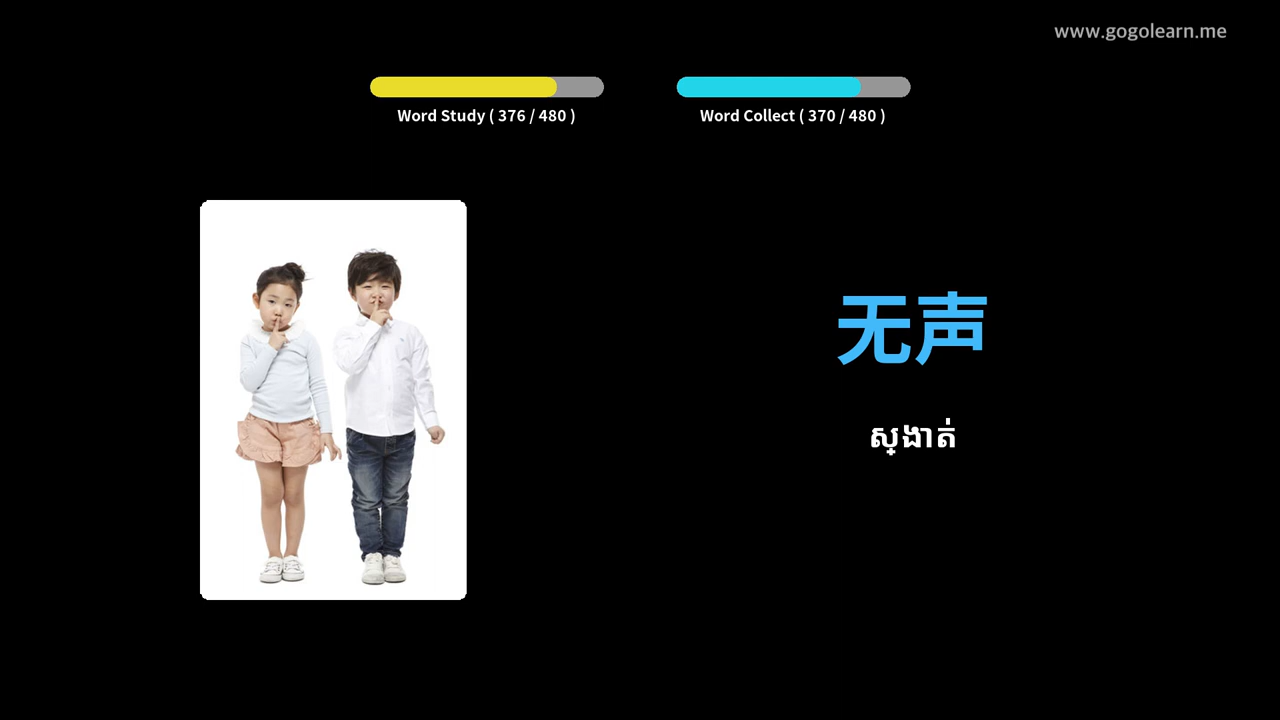 www.gogolearn.me
Word Study ( 376 / 480 )
Word Collect ( 370 / 480 )
无声
ស្ងាត់